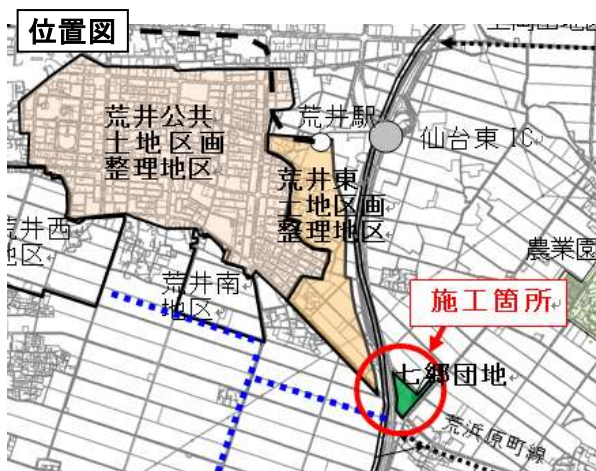 位置図
荒井公共
土地区画
整理地区
荒井駅
仙台東IC
荒井東
土地区画
整理地区
荒井西
地区
荒井南
地区
農業園
施工箇所
七郷団地
荒浜原町線